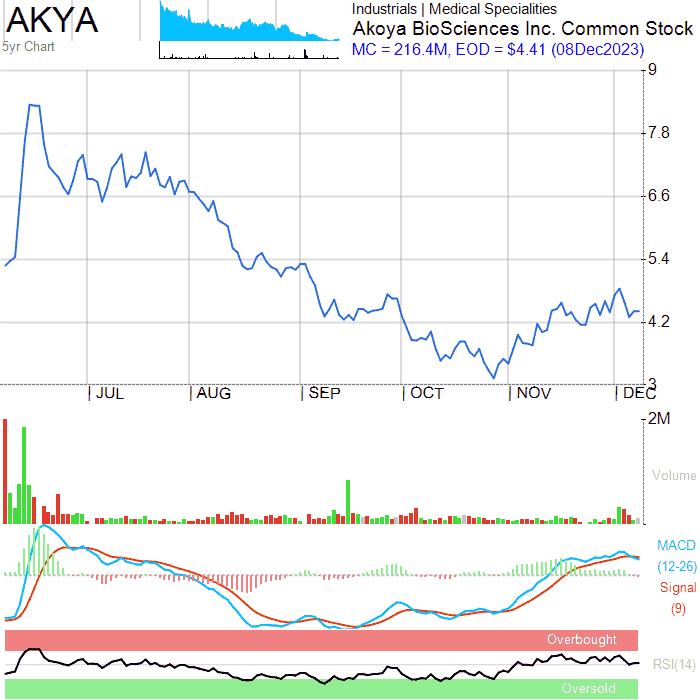 AKYA
5yr Chart
Industrials | Medical Specialities
Akoya BioSciences Inc. Common Stock
MC = 216.4M, EOD = $4.41 (08Dec2023)
9
7.8
6.6
5.4
4.2
3
JUL AUG SEP OCT NOV DEC
2M
Volume
MACD
(12-26)
Signal
(9)
Overbought
RSI(14)
Oversold